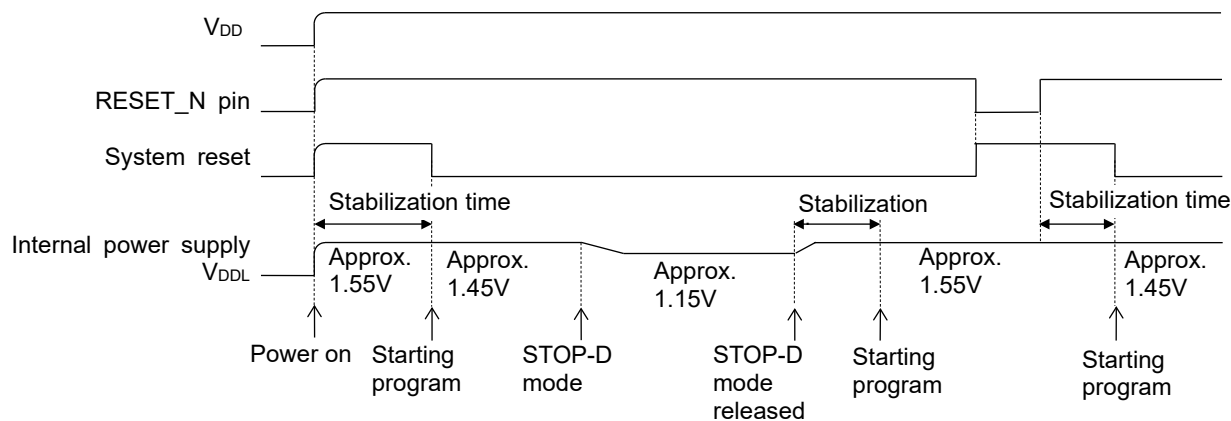 VDD
RESET_N pin
System reset
Stabilization time
Stabilization
Stabilization time
Internal power supply
VDDL
Approx.
1.55V
Approx.
1.45V
Approx.
1.15V
Approx.
1.55V
Approx.
1.45V
Power on
Starting
program
STOP-D
mode
STOP-D
mode
released
Starting
program
Starting
program